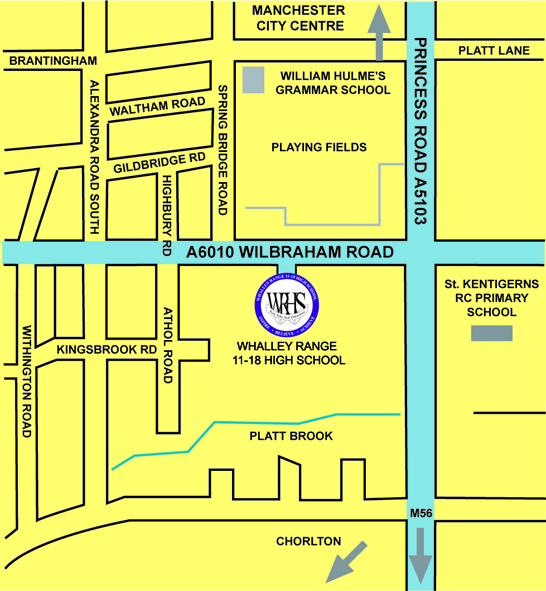 MANCHESTER
CITY CENTRE
BRANTINGHAM
PLATT LANE
PRINCESS ROAD A5103
WILLIAM HULME'S
GRAMMAR SCHOOL
ALEXANDRA ROAD SOUTH
WALTHAM ROAD
SPRING BRIDGE ROAD
PLAYING FIELDS
GILDBRIDGE RD
HIGHBURY RD
A6010 WILBRAHAM ROAD
St. KENTIGERNS
RC PRIMARY
SCHOOL
WRHS
WHALLEY RANGE
11-18 HIGH SCHOOL
WITHINGTON ROAD
KINGSBROOK RD
ATHOL ROAD
PLATT BROOK
M56
CHORLTON